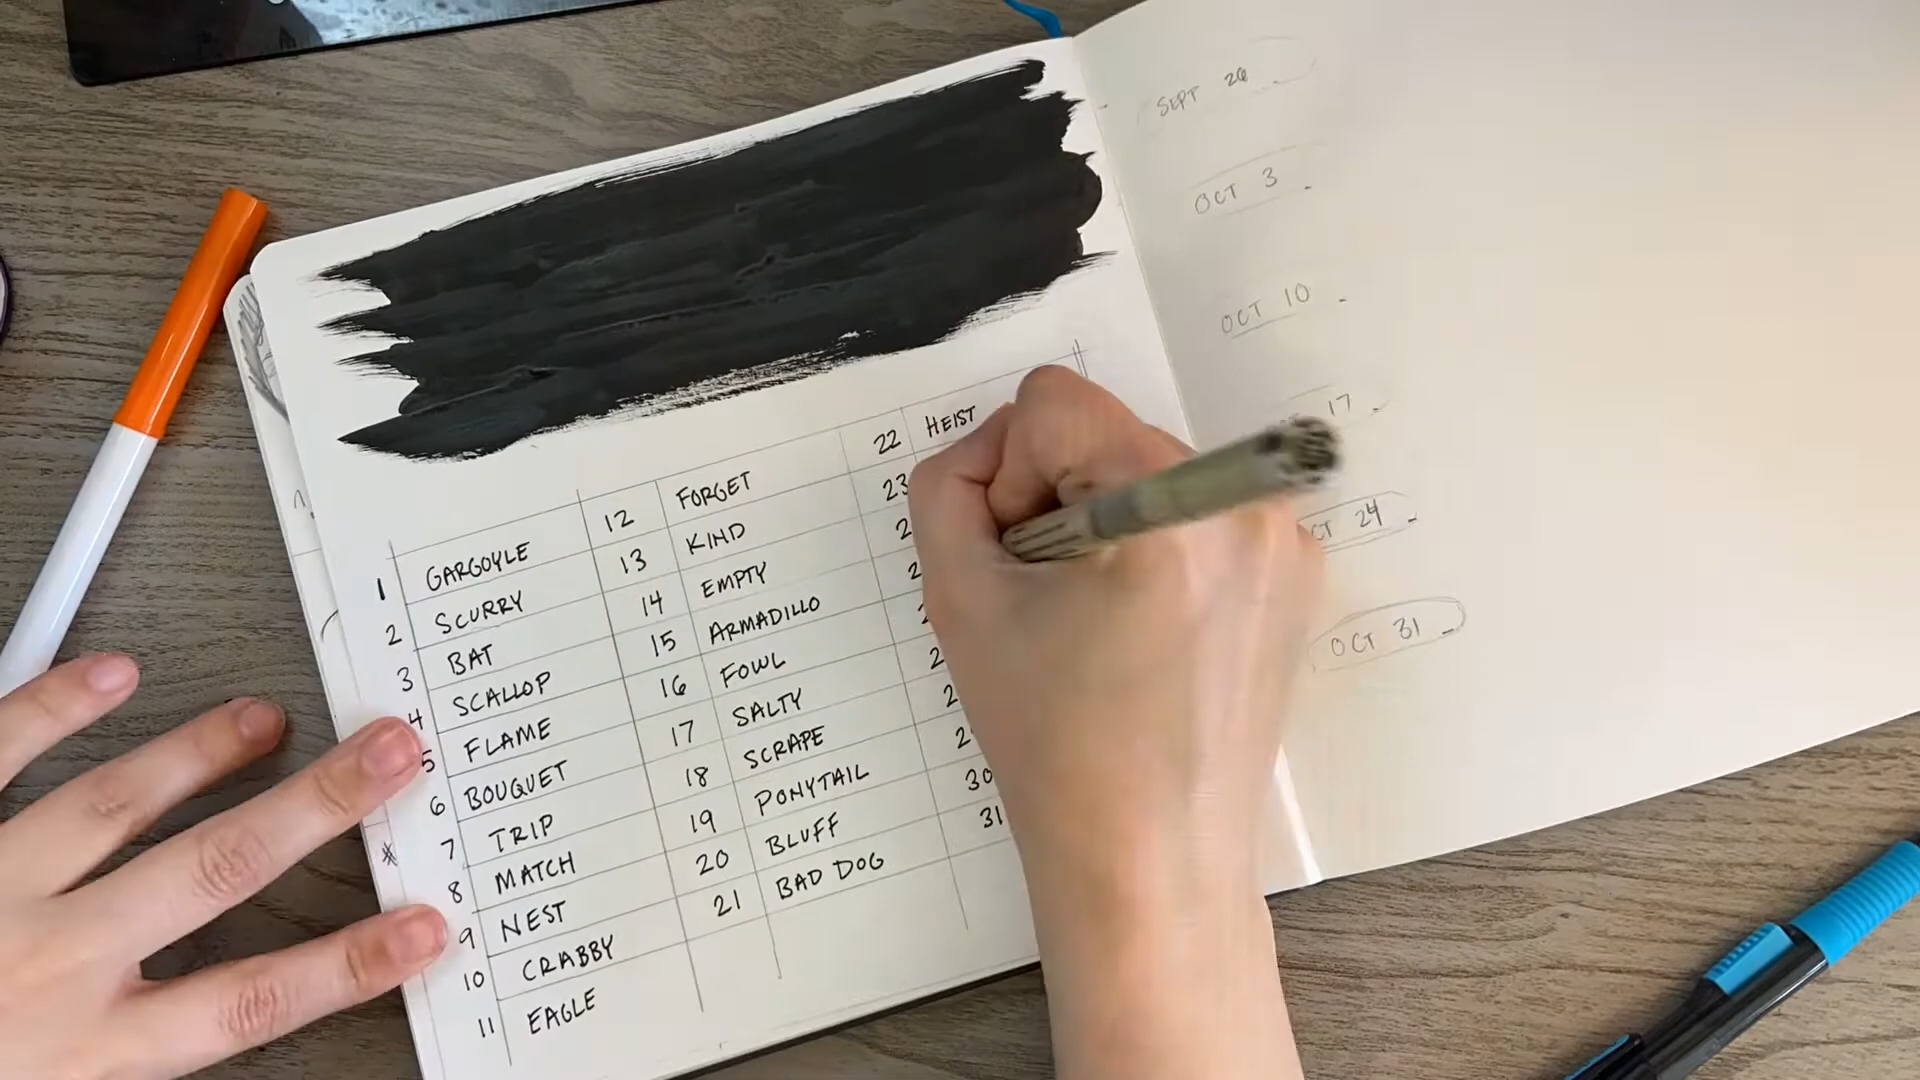 1 GARGOYLE
2 SCURRY
3 BAT
4 SCALLOP
5 FLAME
6 BOUQUET
7 TRIP
8 MATCH
9 NEST
10 CRABBY
11 EAGLE
12 FORGET
13 KIND
14 EMPTY
15 ARMADILLO
16 FOWL
17 SALTY
18 SCRAPE
19 PONYTAIL
20 BLUFF
21 BAD DOG
22 HEIST
23
30
31
SEPT 26
OCT 3
OCT 10
17
OCT 24
OCT 31